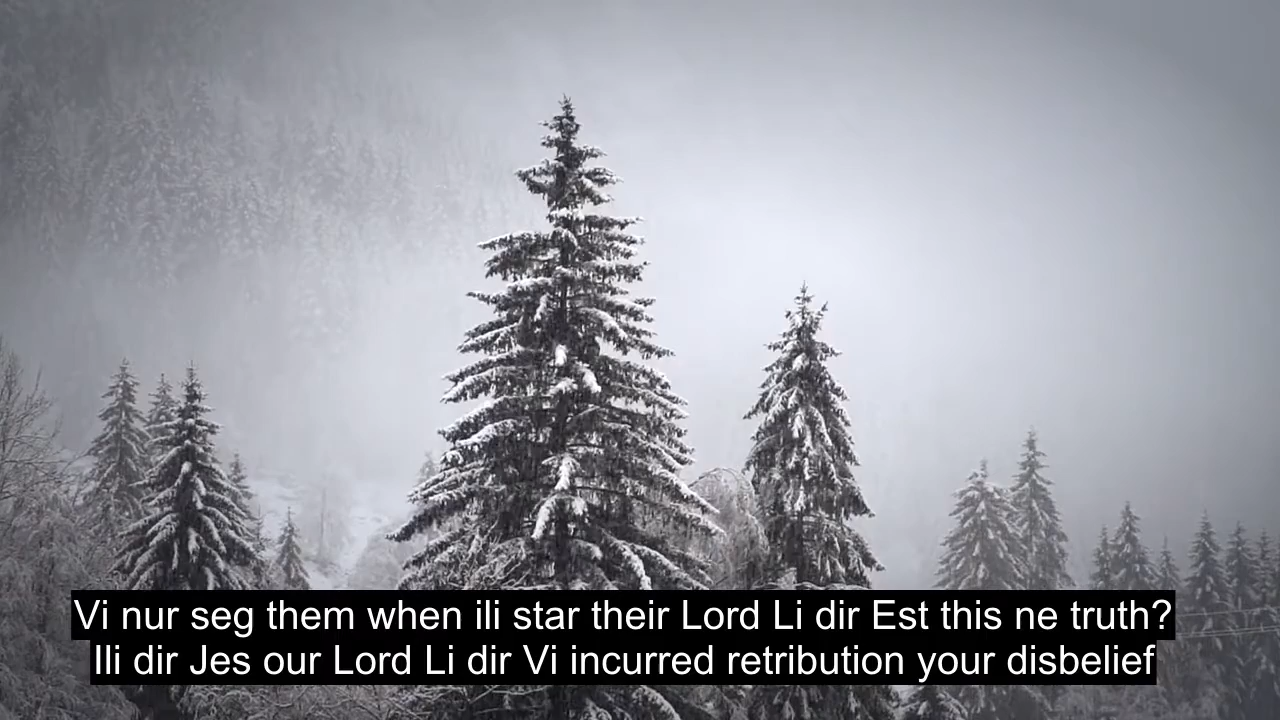 Vi nur seg them when ili star their Lord Li dir Est this ne truth?
Ili dir Jes our Lord Li dir Vi incurred retribution your disbelief